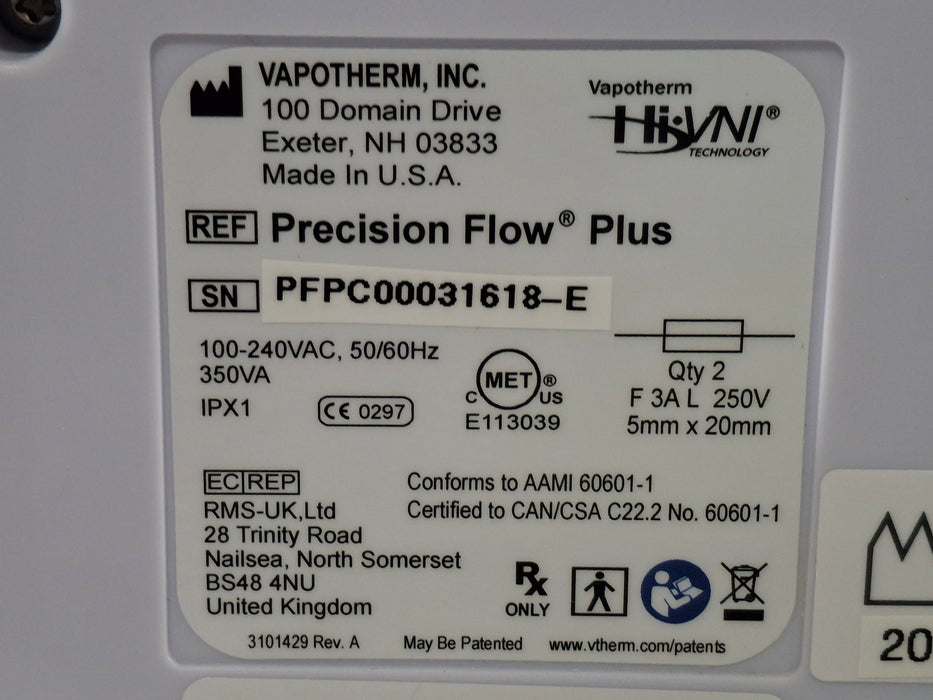 VAPOTHERM, INC.
100 Domain Drive
Exeter, NH 03833
Made In U.S.A.
Vapotherm
Hi-VNI®
TECHNOLOGY
REF Precision Flow® Plus
SN PFPC00031618-E
100-240VAC, 50/60Hz
350VA
IPX1
CE 0297
C MET ® US
E113039
Qty 2
F 3A L 250V
5mm x 20mm
EC REP
RMS-UK,Ltd
28 Trinity Road
Nailsea, North Somerset
BS48 4NU
United Kingdom
Conforms to AAMI 60601-1
Certified to CAN/CSA C22.2 No. 60601-1
Rx
ONLY
3101429 Rev. A
May Be Patented
www.vtherm.com/patents